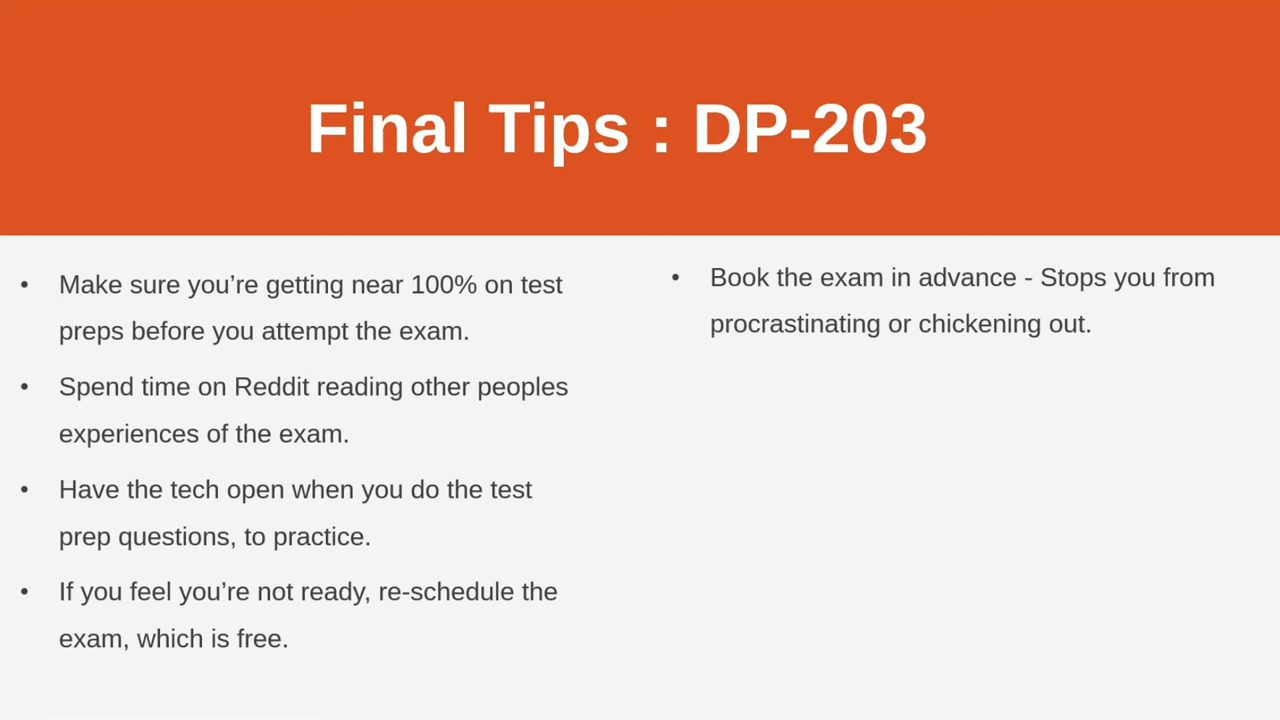 Final Tips : DP-203
• Make sure you’re getting near 100% on test
preps before you attempt the exam.
• Spend time on Reddit reading other peoples
experiences of the exam.
• Have the tech open when you do the test
prep questions, to practice.
• If you feel you’re not ready, re-schedule the
exam, which is free.
• Book the exam in advance - Stops you from
procrastinating or chickening out.